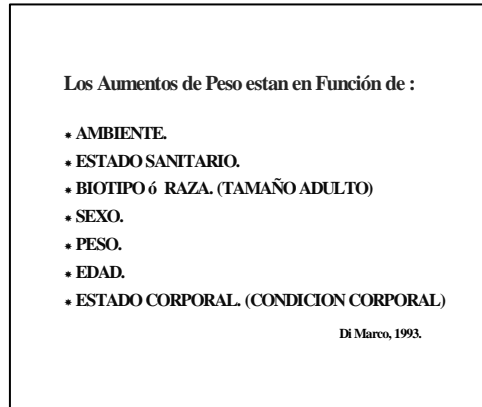 Los Aumentos de Peso estan en Función de :
* AMBIENTE.
* ESTADO SANITARIO.
* BIOTIPO ó RAZA. (TAMAÑO ADULTO)
* SEXO.
* PESO.
* EDAD.
* ESTADO CORPORAL. (CONDICION CORPORAL)
Di Marco, 1993.